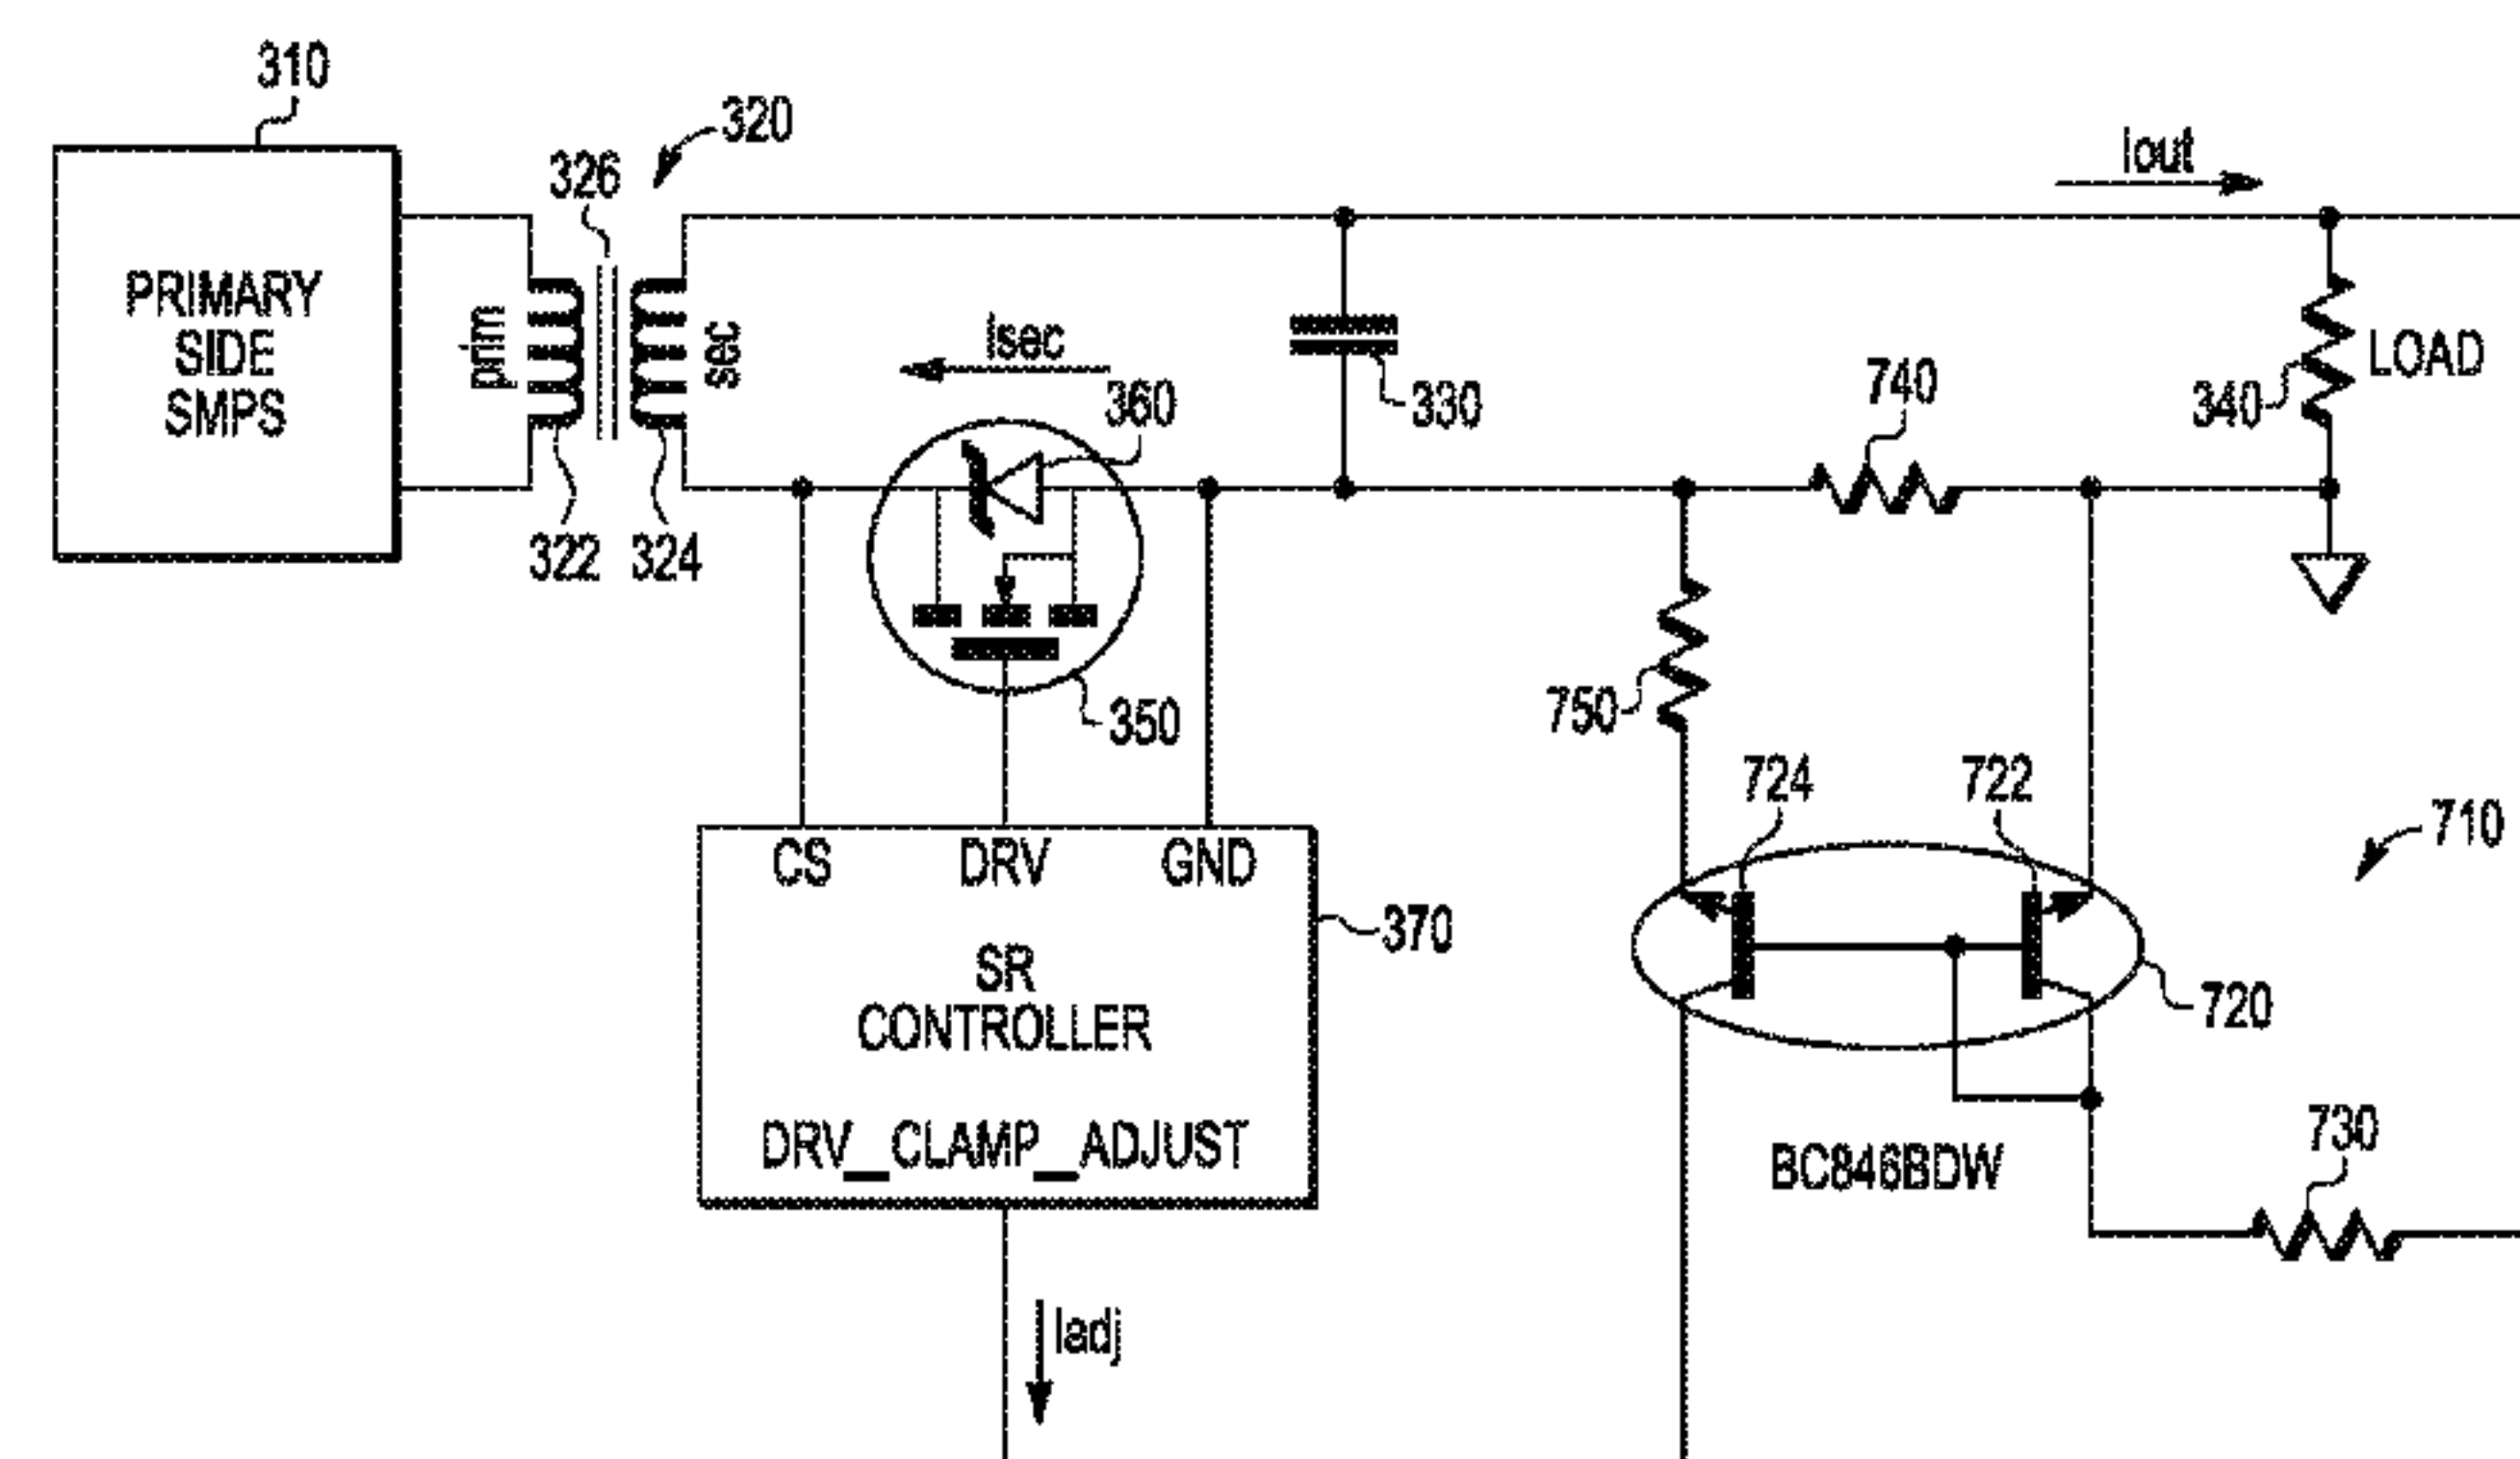 310
320
326
Iout
PRIMARY
SIDE
SMPS
prim
sec
Isec
360
330
740
340
LOAD
322
324
750
350
724
722
710
CS
DRV
GND
370
SR
CONTROLLER
720
DRV_CLAMP_ADJUST
BC846BDW
730
Iadj